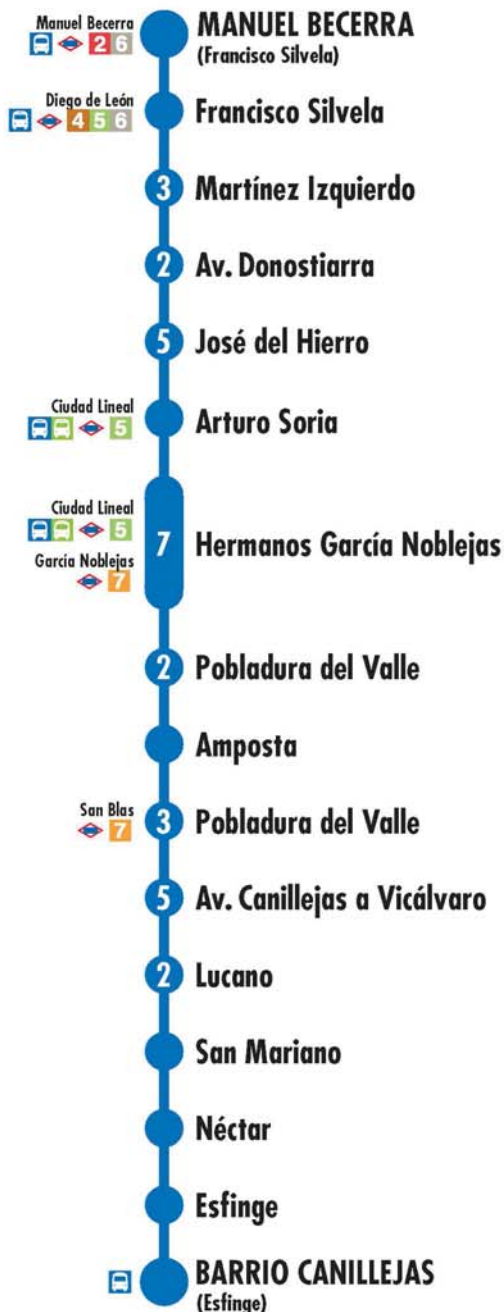 Manuel Becerra
2 6
MANUEL BECERRA
(Francisco Silvela)
Diego de León
4 5 6
Francisco Silvela
3 Martínez Izquierdo
2 Av. Donostiarra
5 José del Hierro
Ciudad Lineal
5
Arturo Soria
Ciudad Lineal
5
García Noblejas
7
7 Hermanos García Noblejas
2 Pobladura del Valle
Amposta
San Blas
7
3 Pobladura del Valle
5 Av. Canillejas a Vicálvaro
2 Lucano
San Mariano
Néctar
Esfinge
BARRIO CANILLEJAS
(Esfinge)